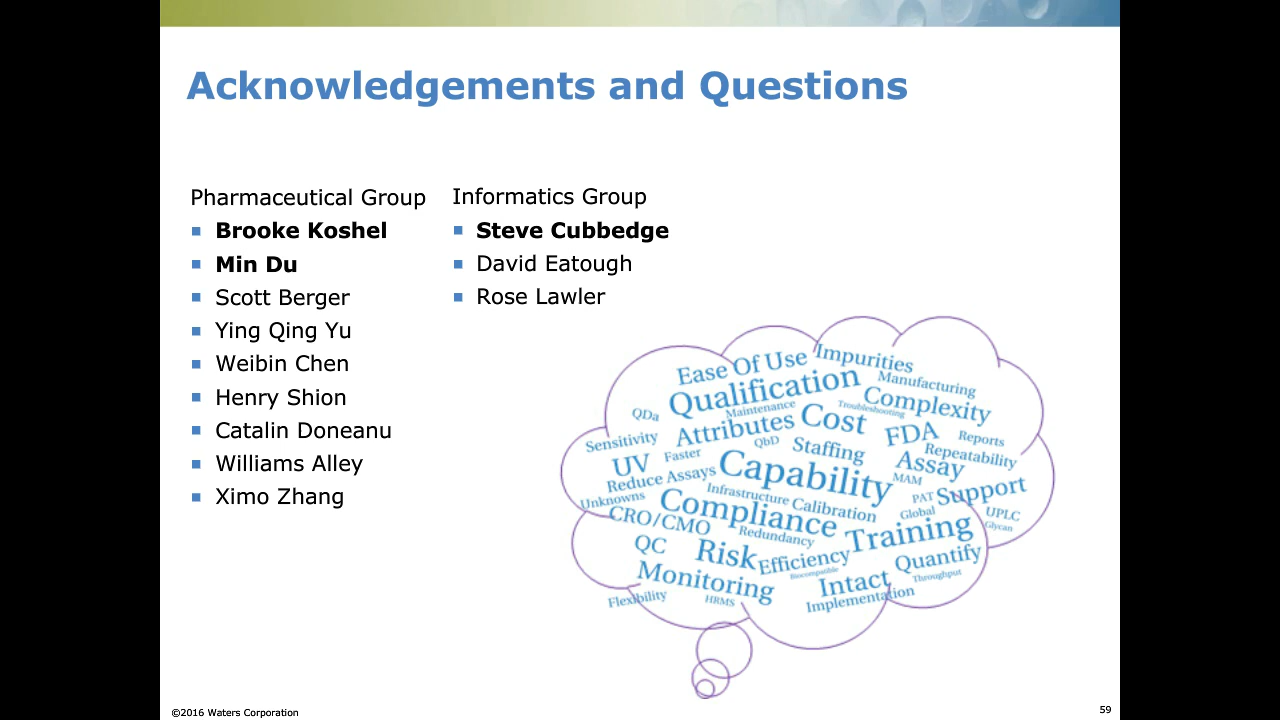 Acknowledgements and Questions
Pharmaceutical Group
Brooke Koshel
Min Du
Scott Berger
Ying Qing Yu
Weibin Chen
Henry Shion
Catalin Doneanu
Williams Alley
Ximo Zhang
Informatics Group
Steve Cubbedge
David Eatough
Rose Lawler
Ease Of Use
Impurities
Qualification
Manufacturing
QDa
Maintenance
Troubleshooting
Complexity
Sensitivity
Attributes
Cost
FDA
Reports
QbD
Staffing
Repeatability
UV
Faster
Capability
Assay
Reduce Assays
MAM
Unknowns
Infrastructure
Calibration
PAT
Support
CRO/CMO
Compliance
Global
UPLC
Glycan
Redundancy
Training
QC
Risk
Efficiency
Quantify
Biocompatible
Throughput
Monitoring
Intact
Flexibility
HRMS
Implementation
©2016 Waters Corporation
59